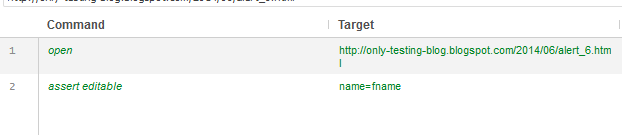 Command Target
1 open http://only-testing-blog.blogspot.com/2014/06/alert_6.htm
l
2 assert editable name=fname